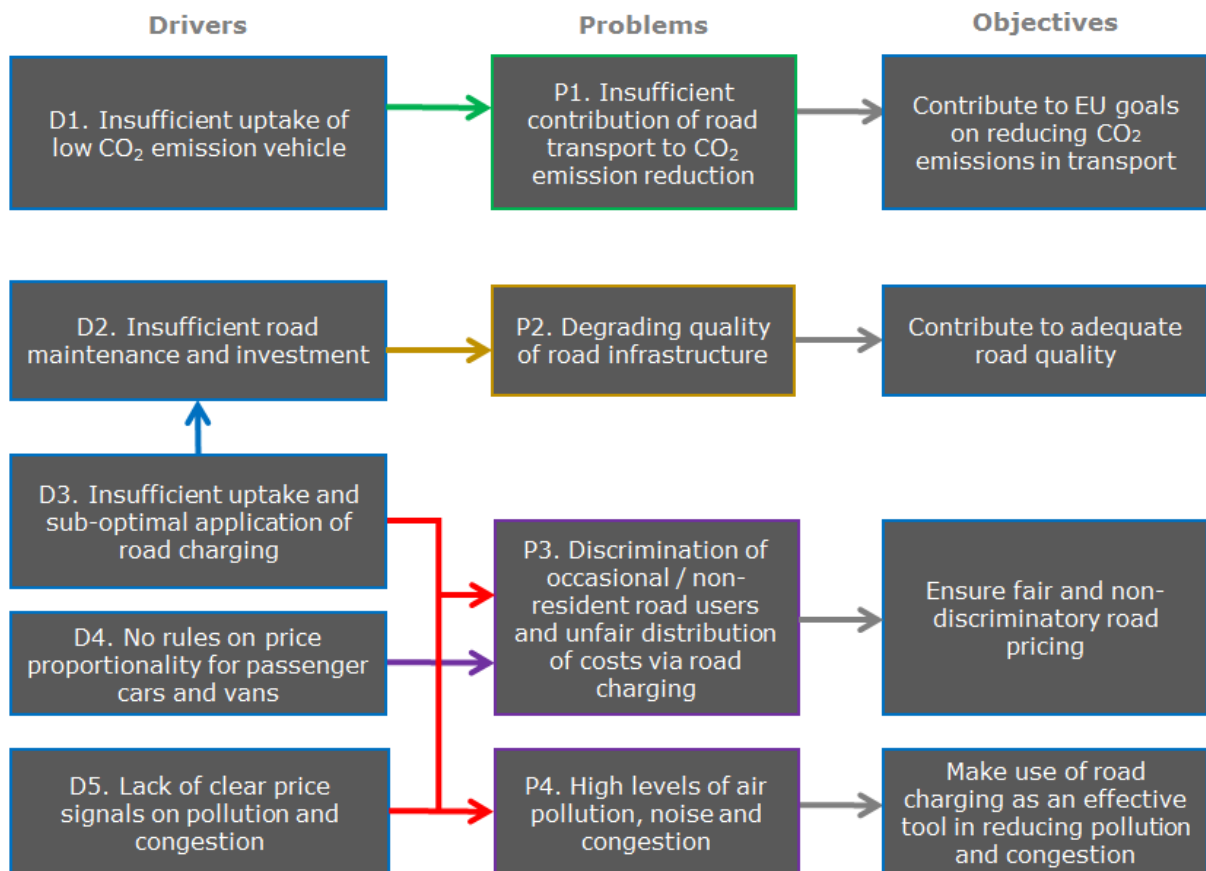 Drivers
Problems
Objectives
D1. Insufficient uptake of
low CO₂ emission vehicle
P1. Insufficient
contribution of road
transport to CO₂
emission reduction
Contribute to EU goals
on reducing CO₂
emissions in transport
D2. Insufficient road
maintenance and investment
P2. Degrading quality
of road infrastructure
Contribute to adequate
road quality
D3. Insufficient uptake and
sub-optimal application of
road charging
P3. Discrimination of
occasional / non-
resident road users
and unfair distribution
of costs via road
charging
Ensure fair and non-
discriminatory road
pricing
D4. No rules on price
proportionality for passenger
cars and vans
D5. Lack of clear price
signals on pollution and
congestion
P4. High levels of air
pollution, noise and
congestion
Make use of road
charging as an effective
tool in reducing pollution
and congestion